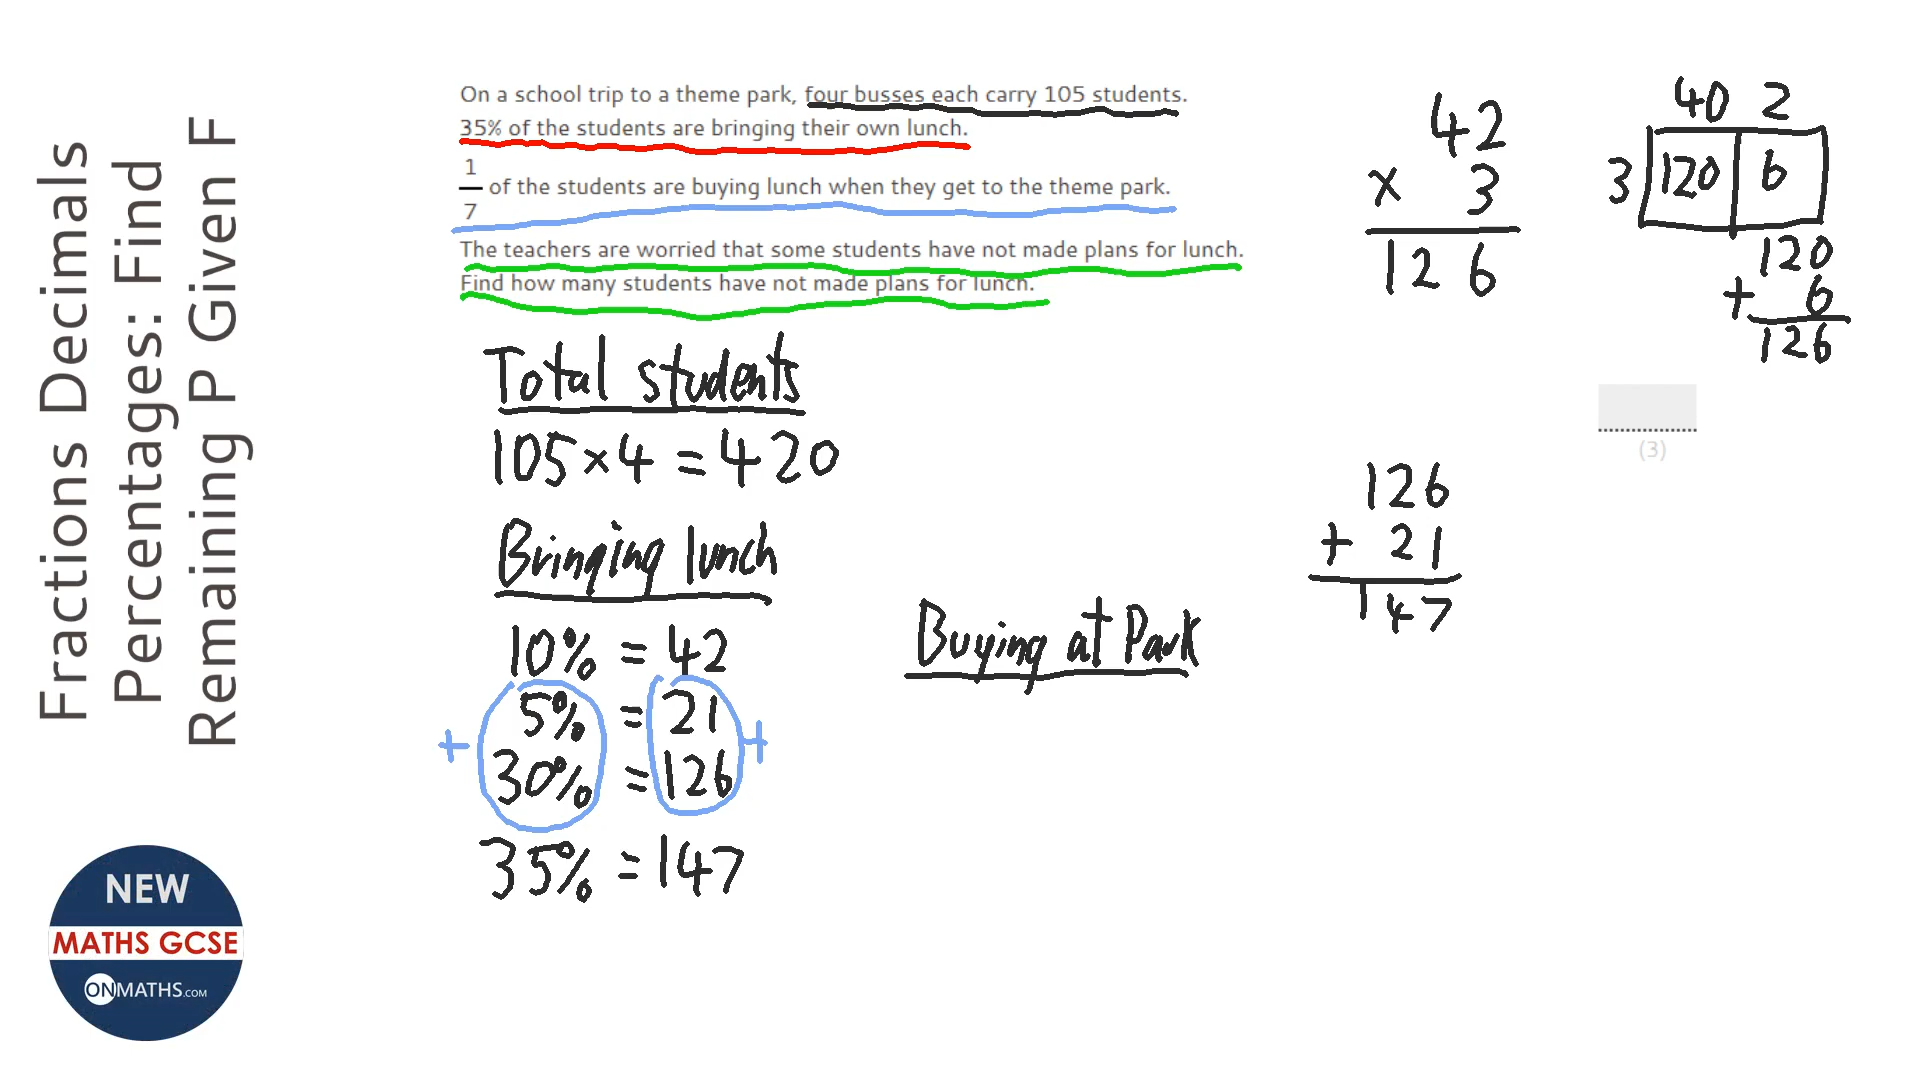 Fractions Decimals
Percentages: Find
Remaining P Given F
On a school trip to a theme park, four busses each carry 105 students.
35% of the students are bringing their own lunch.
1
of the students are buying lunch when they get to the theme park.
7
The teachers are worried that some students have not made plans for lunch.
Find how many students have not made plans for lunch.
Total students
105×4 = 420
Bringing lunch
10% = 42
5% = 21
+ +
30% = 126
35% = 147
Buying at Park
42
× 3
126
40 2
3 120 6
120
+ 6
126
(3)
126
+ 21
147
NEW
MATHS GCSE
ONMATHS.COM